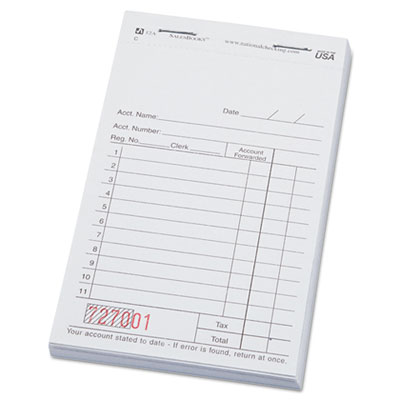 SALESBOOKS™ www.nationalchecking.com
USA
C
Acct. Name: Date / /
Acct. Number:
Reg. No. Clerk Account Forwarded
1
2
3
4
5
6
7
8
9
10
11
727001 Tax
Total
Your account stated to date - If error is found, return at once.